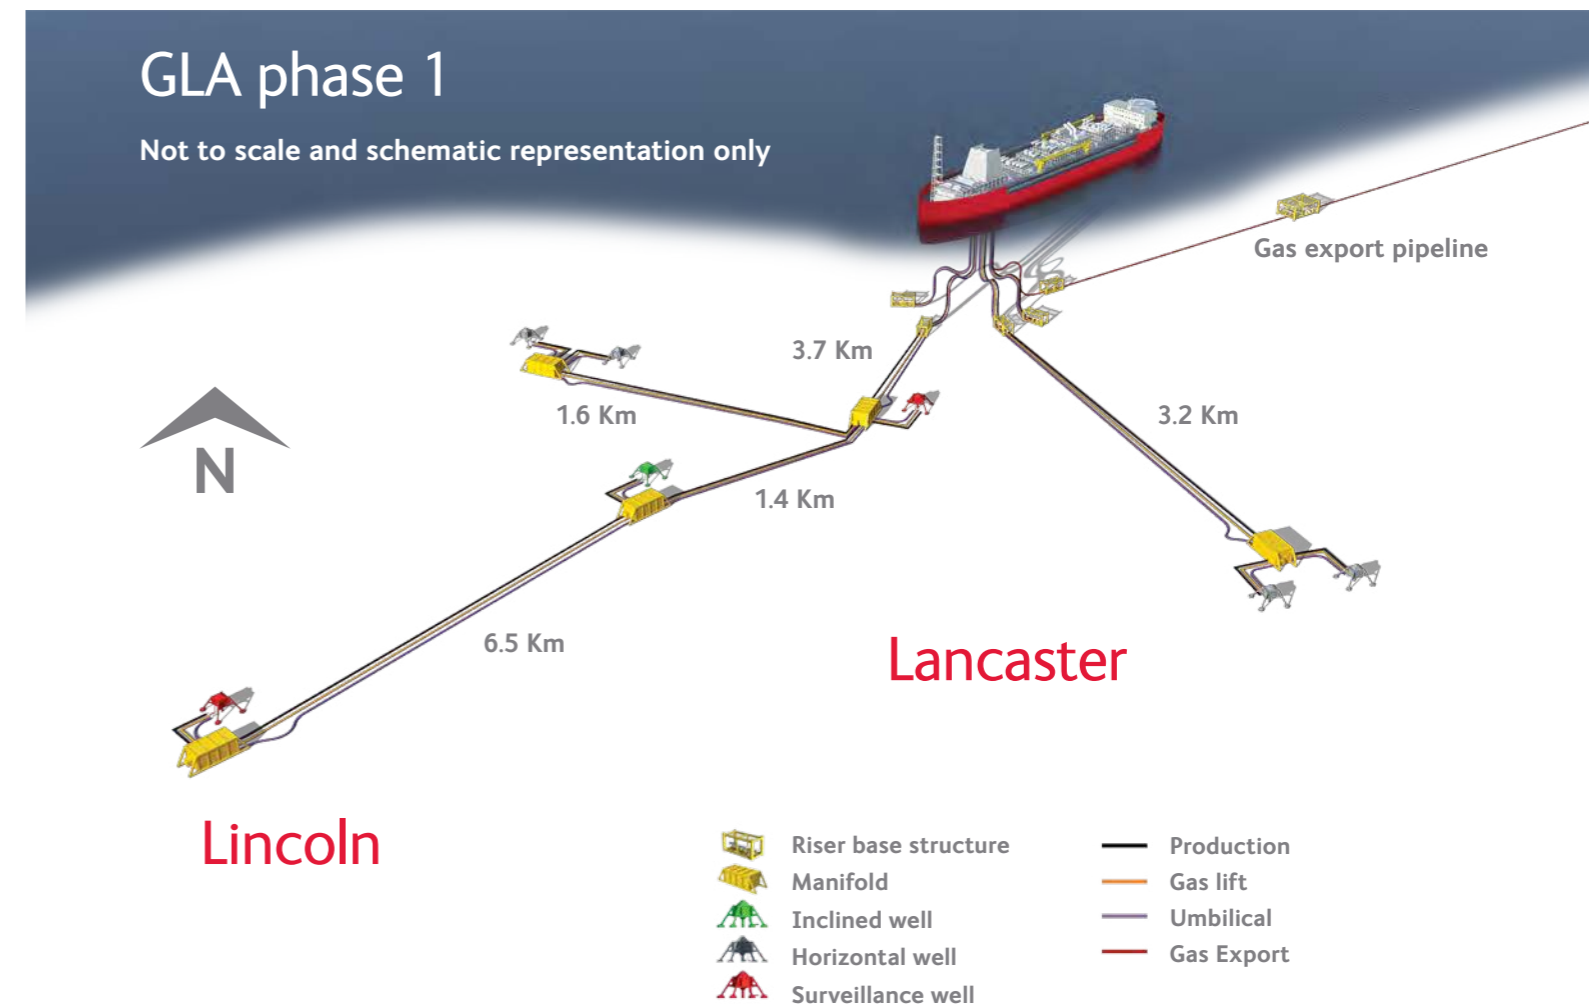 GLA phase 1
Not to scale and schematic representation only
Gas export pipeline
3.7 Km
1.6 Km
3.2 Km
N
1.4 Km
6.5 Km
Lancaster
Lincoln
Riser base structure
Manifold
Inclined well
Horizontal well
Surveillance well
Production
Gas lift
Umbilical
Gas Export